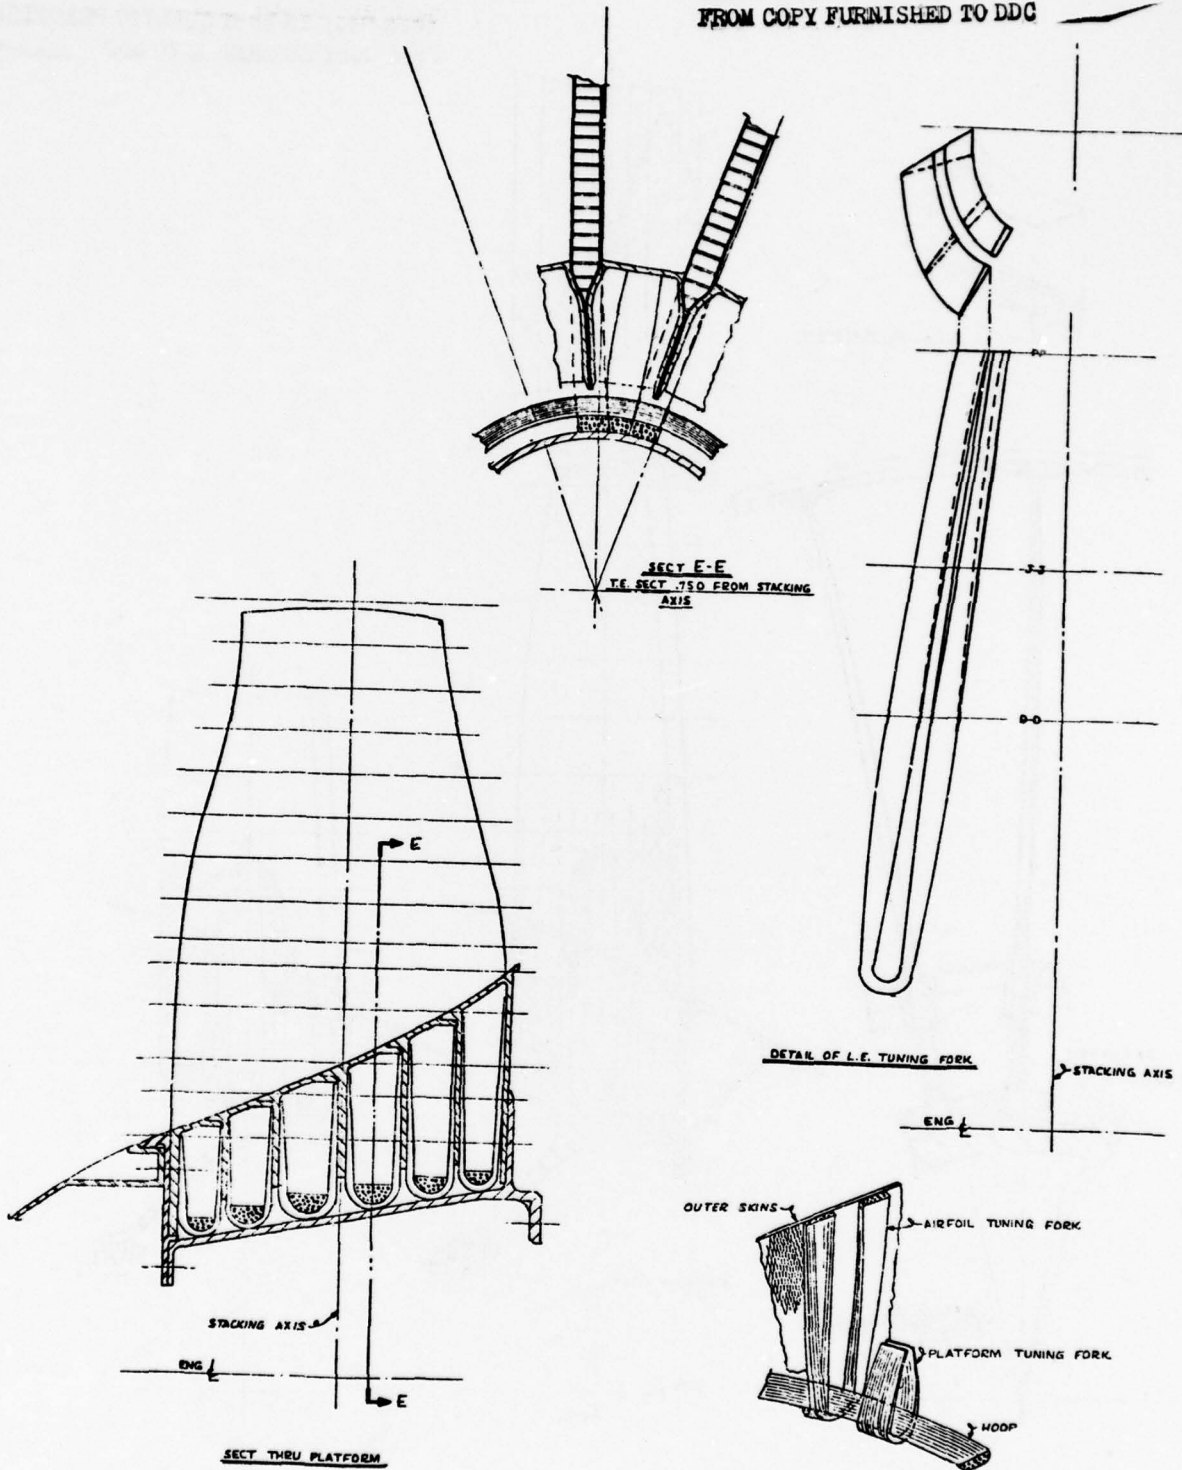 FROM COPY FURNISHED TO DDC
SECT E-E
T.E. SECT .750 FROM STACKING
AXIS
J-J
D-D
E
DETAIL OF L.E. TUNING FORK
STACKING AXIS
ENG ℄
OUTER SKINS
AIRFOIL TUNING FORK
PLATFORM TUNING FORK
HOOP
STACKING AXIS
ENG ℄
E
SECT THRU PLATFORM